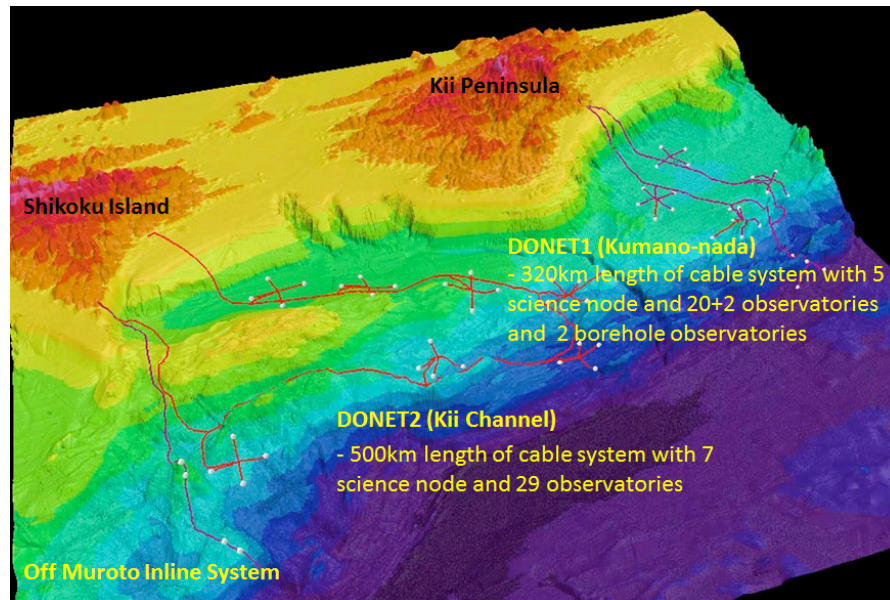 Kii Peninsula
Shikoku Island
DONET1 (Kumano-nada)
- 320km length of cable system with 5
science node and 20+2 observatories
and 2 borehole observatories
DONET2 (Kii Channel)
- 500km length of cable system with 7
science node and 29 observatories
Off Muroto Inline System